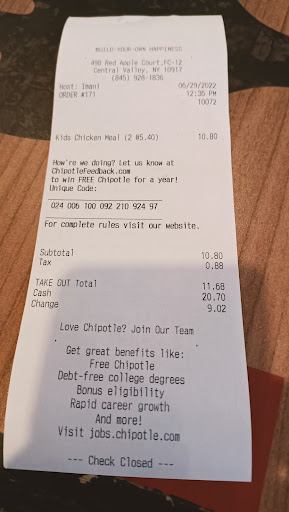 BUILD-YOUR-OWN HAPPINESS
498 Red Apple Court,FC-12
Central Valley, NY 10917
(845) 928-1836
Host: Imani 06/29/2022
ORDER #171 12:35 PM
10072
Kids Chicken Meal (2 @5.40) 10.80
How're we doing? Let us know at
ChipotleFeedback.com
to win FREE Chipotle for a year!
Unique Code:
024 006 100 092 210 924 97
For complete rules visit our website.
Subtotal 10.80
Tax 0.88
TAKE OUT Total 11.68
Cash 20.70
Change 9.02
Love Chipotle? Join Our Team
Get great benefits like:
Free Chipotle
Debt-free college degrees
Bonus eligibility
Rapid career growth
And more!
Visit jobs.chipotle.com
--- Check Closed ---